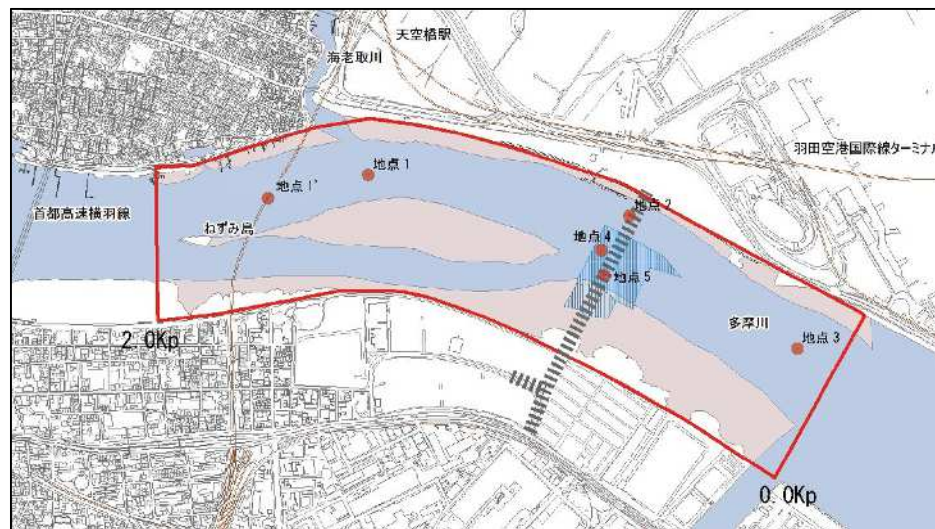 天空橋駅
海老取川
羽田空港国際線ターミナル
地点 1
地点 1'
首都高速横羽線
地点 2
ねずみ島
地点 4
地点 5
多摩川
2.0Kp
地点 3
0.0Kp